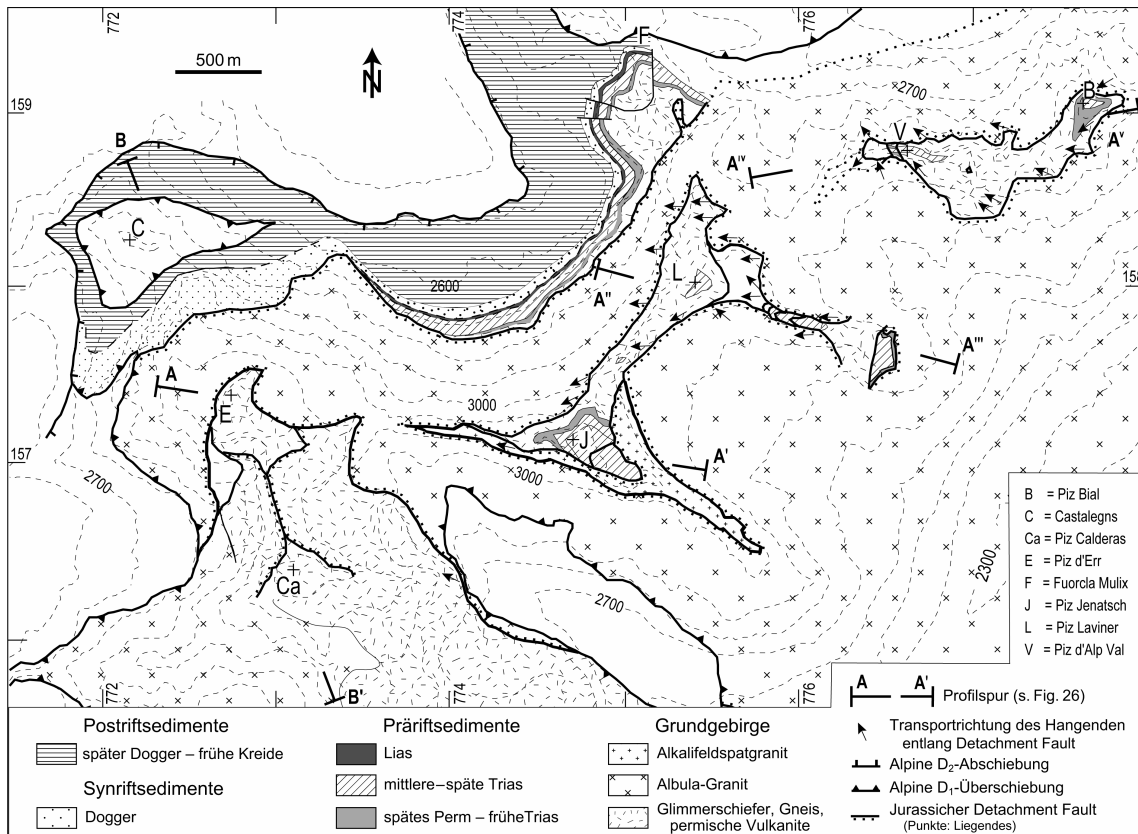 772
774
776
F
500 m
N
2700
159
B
B
A'ᵛ
V
Aᵛ
C
L
2600
A''
158
A
A'''
E
3000
J
157
2700
3000
A'
Ca
2700
2300
B = Piz Bial
C = Castalegns
Ca = Piz Calderas
E = Piz d'Err
F = Fuorcla Mulix
J = Piz Jenatsch
L = Piz Laviner
V = Piz d'Alp Val
772
B'
774
776
A A' Profilspur (s. Fig. 26)
Transportrichtung des Hangenden
entlang Detachment Fault
Alpine D₂-Abschiebung
Alpine D₁-Überschiebung
Jurassicher Detachment Fault
(Punkte: Liegendes)
Postriftsedimente
später Dogger – frühe Kreide
Synriftsedimente
Dogger
Präriftsedimente
Lias
mittlere–späte Trias
spätes Perm – frühe Trias
Grundgebirge
Alkalifeldspatgranit
Albula-Granit
Glimmerschiefer, Gneis,
permische Vulkanite